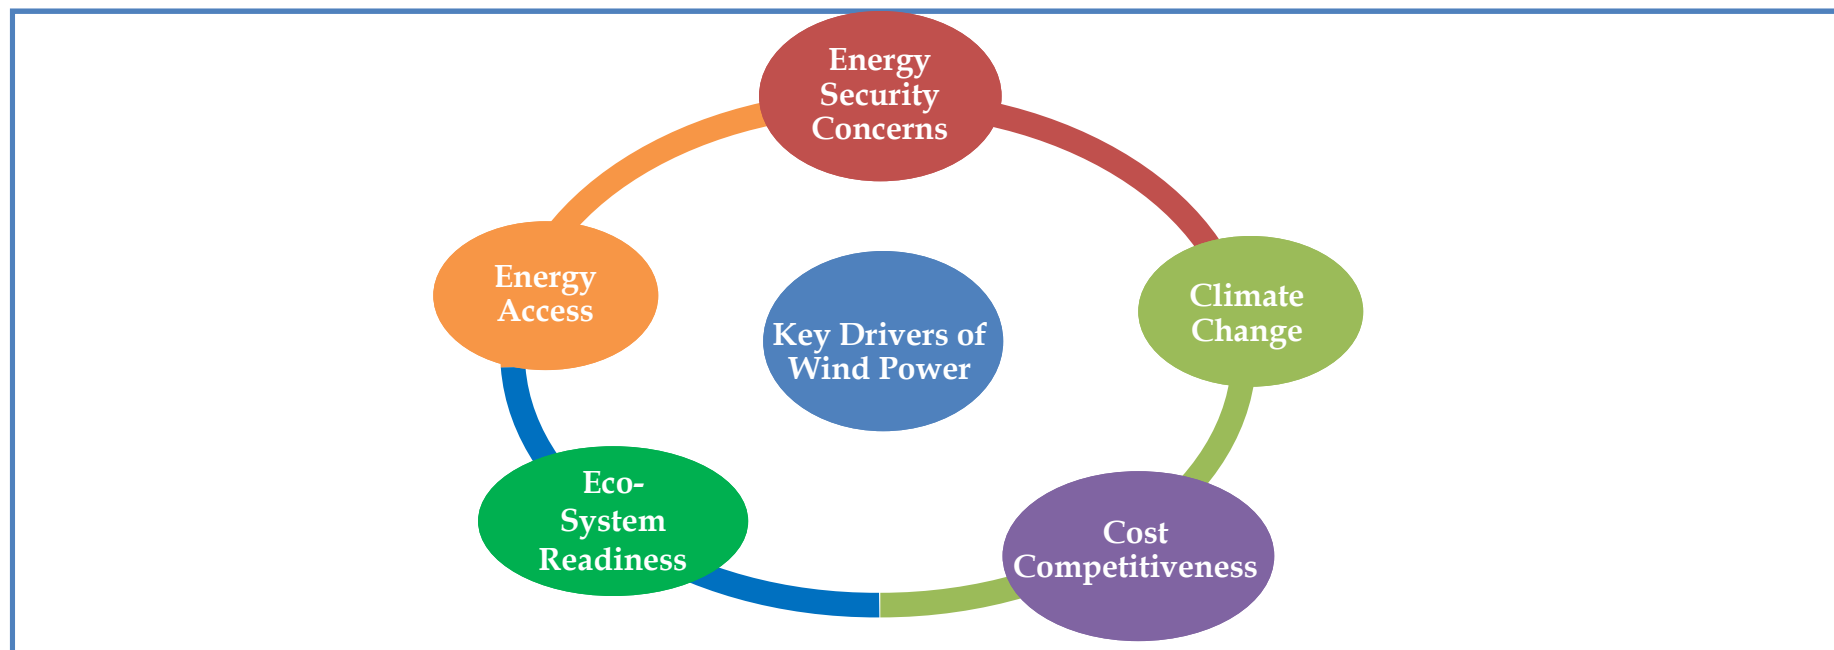 Energy
Security
Concerns
Energy
Access
Climate
Change
Key Drivers of
Wind Power
Eco-
System
Readiness
Cost
Competitiveness